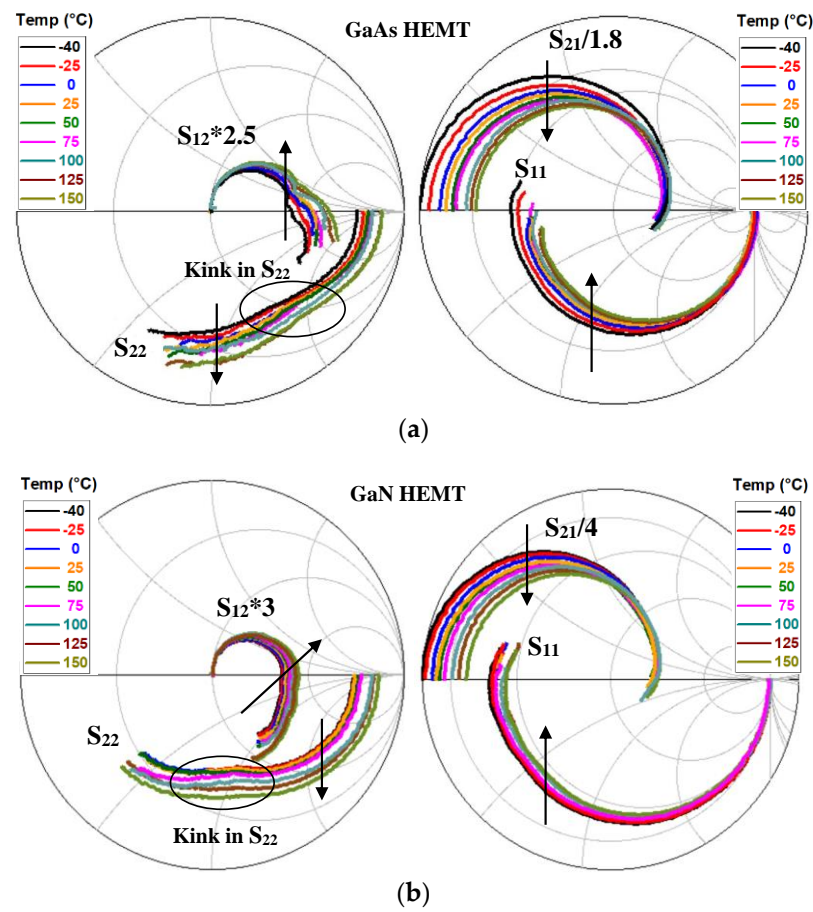 Temp (°C)
GaAs HEMT
Temp (°C)
-40
-25
0
25
50
75
100
125
150
S12*2.5
Kink in S22
S22
S21/1.8
S11
-40
-25
0
25
50
75
100
125
150
(a)
Temp (°C)
GaN HEMT
Temp (°C)
-40
-25
0
25
50
75
100
125
150
S12*3
S22
Kink in S22
S21/4
S11
-40
-25
0
25
50
75
100
125
150
(b)